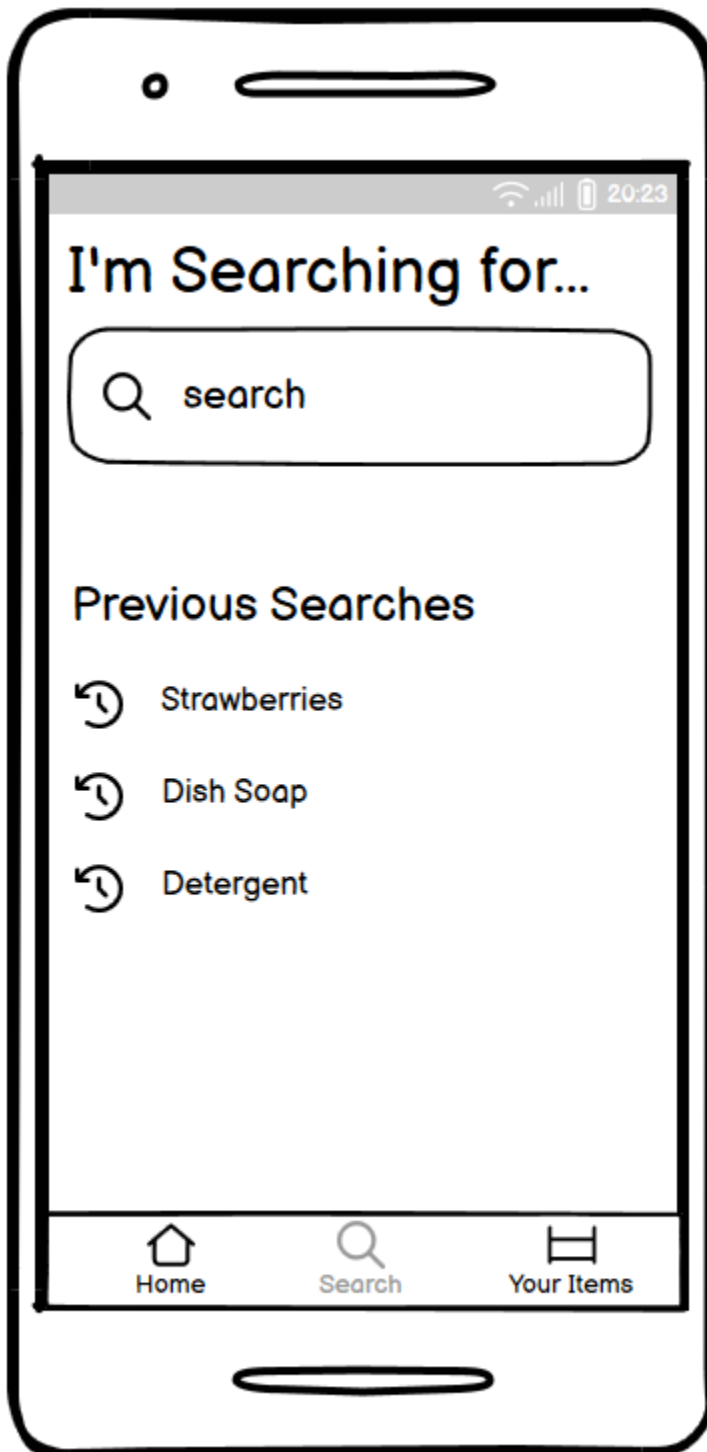 20:23
I'm Searching for...
search
Previous Searches
Strawberries
Dish Soap
Detergent
Home Search Your Items